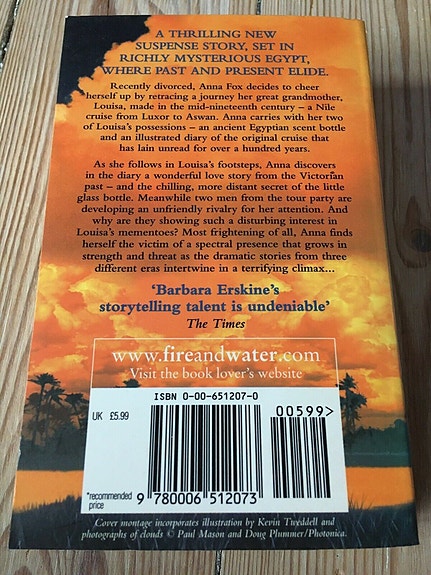 A THRILLING NEW
SUSPENSE STORY, SET IN
RICHLY MYSTERIOUS EGYPT,
WHERE PAST AND PRESENT ELIDE.
Recently divorced, Anna Fox decides to cheer
herself up by retracing a journey her great grandmother,
Louisa, made in the mid-nineteenth century – a Nile
cruise from Luxor to Aswan. Anna carries with her two
of Louisa's possessions – an ancient Egyptian scent bottle
and an illustrated diary of the original cruise that
has lain unread for over a hundred years.
As she follows in Louisa's footsteps, Anna discovers
in the diary a wonderful love story from the Victorian
past – and the chilling, more distant secret of the little
glass bottle. Meanwhile two men from the tour party are
developing an unfriendly rivalry for her attention. And
why are they showing such a disturbing interest in
Louisa's mementoes? Most frightening of all, Anna finds
herself the victim of a spectral presence that grows in
strength and threat as the dramatic stories from three
different eras intertwine in a terrifying climax...
'Barbara Erskine's
storytelling talent is undeniable'
The Times
www.fireandwater.com
Visit the book lover's website
ISBN 0-00-651207-0
UK £5.99
00599>
*recommended
price
9 780006 512073
Cover montage incorporates illustration by Kevin Tweddell and
photographs of clouds © Paul Mason and Doug Plummer/Photonica.